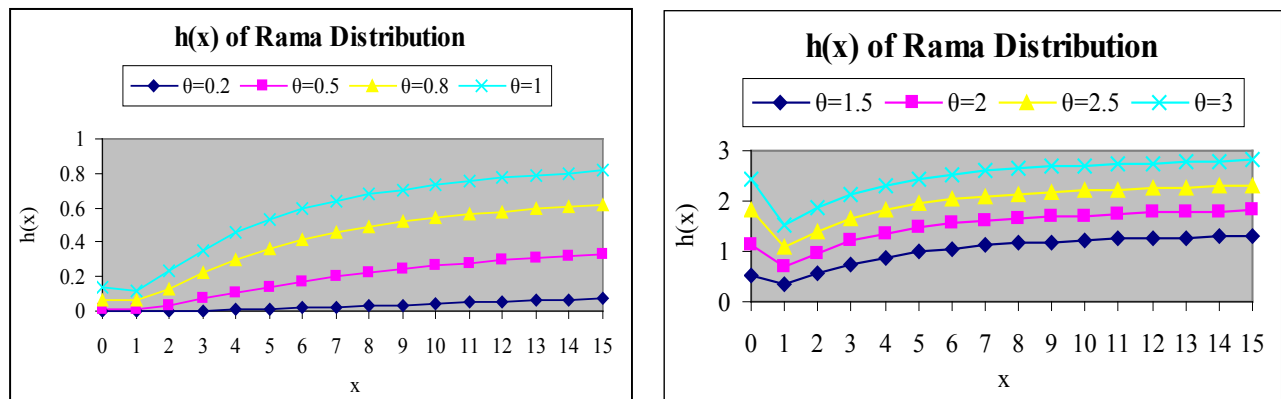 h(x) of Rama Distribution
θ=0.2 θ=0.5 θ=0.8 θ=1
1
0.8
0.6
0.4
0.2
0
h(x)
0 1 2 3 4 5 6 7 8 9 10 11 12 13 14 15
x
h(x) of Rama Distribution
θ=1.5 θ=2 θ=2.5 θ=3
3
2
1
0
h(x)
0 1 2 3 4 5 6 7 8 9 10 11 12 13 14 15
x